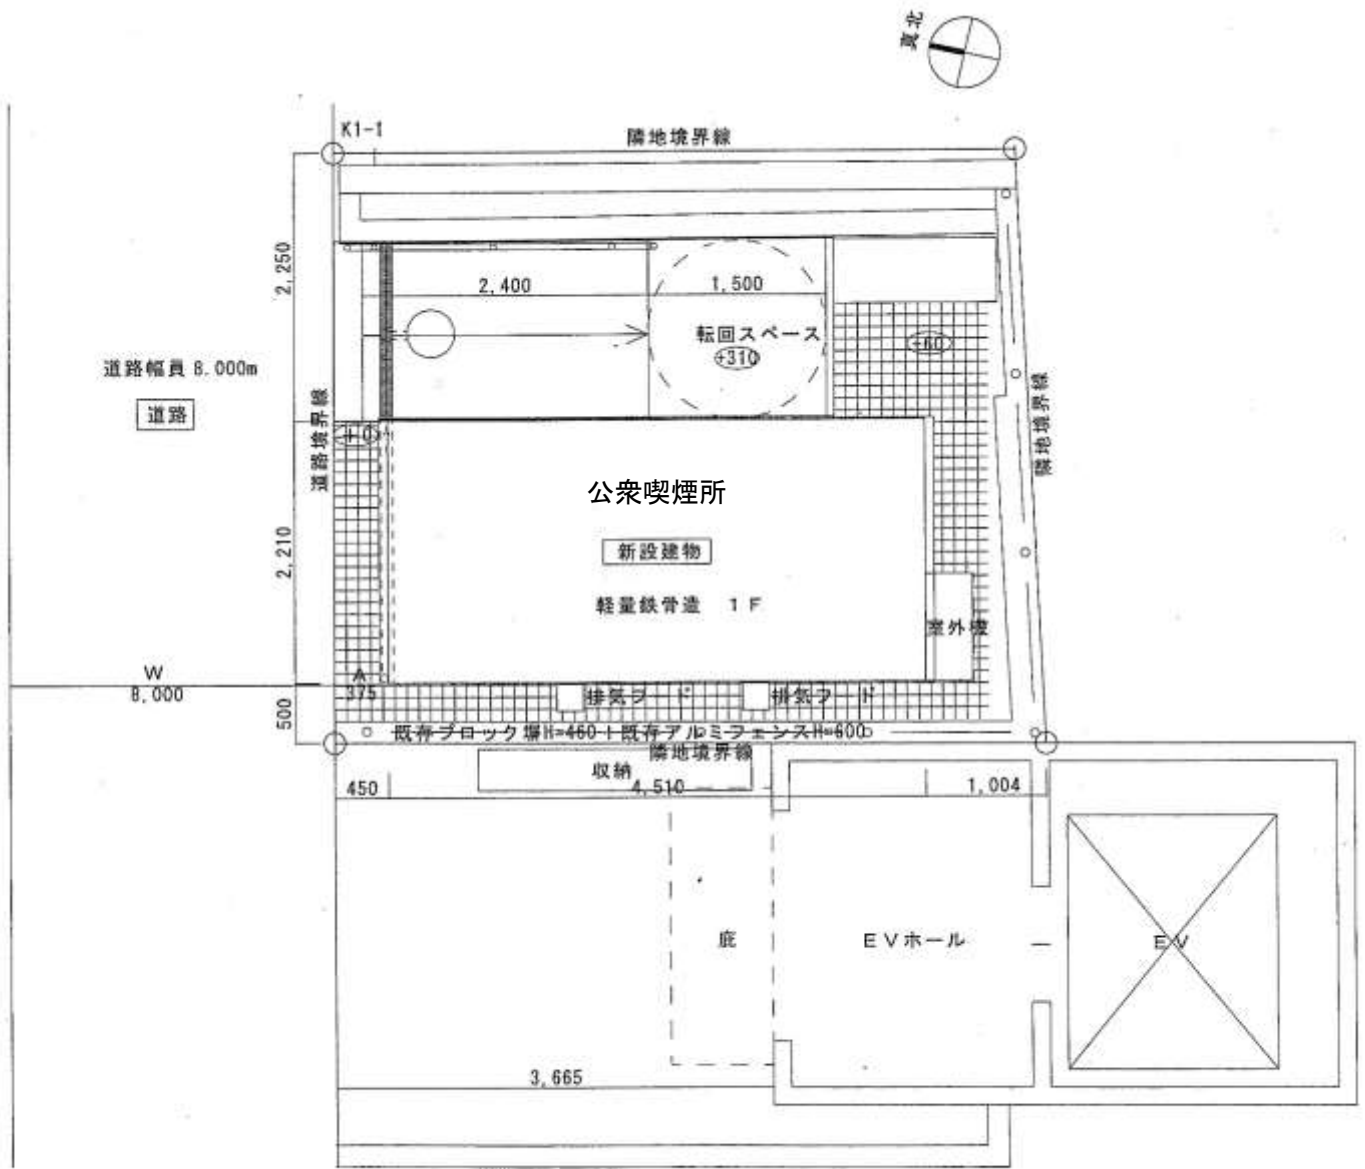 真北
K1-1
隣地境界線
2,250
2,400
1,500
転回スペース
+310
-60
道路幅員 8.000m
道路
道路境界線
隣地境界線
±0
公衆喫煙所
新設建物
2,210
軽量鉄骨造 1F
室外機
W
8,000
A
375
500
排気フード
排気フード
既存ブロック塀H=460+既存アルミフェンスH=600
隣地境界線
収納
450
4,510
1,004
庇
EVホール
EV
3,665